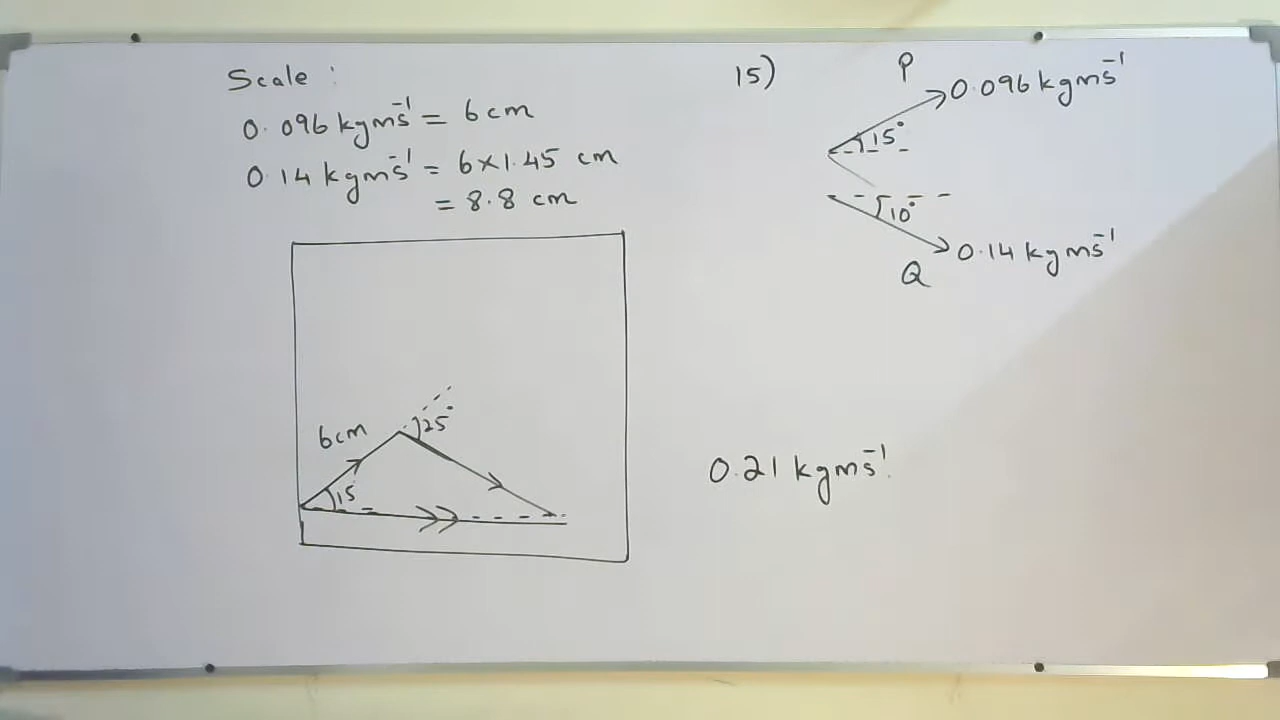 Scale :
0.096 kgms⁻¹ = 6 cm
0.14 kgms⁻¹ = 6×1.45 cm
= 8.8 cm
6cm
25°
15
15)
P
0.096 kgms⁻¹
15°
10°
0.14 kgms⁻¹
Q
0.21 kgms⁻¹.